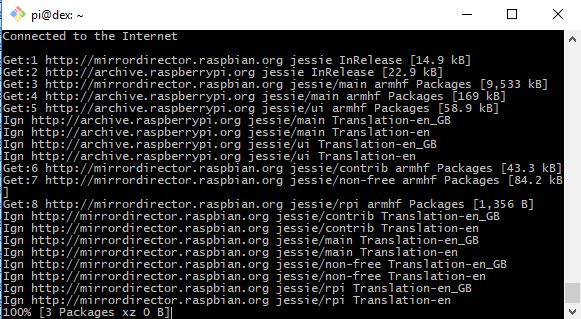 pi@dex: ~
Connected to the Internet
Get:1 http://mirrordirector.raspbian.org jessie InRelease [14.9 kB]
Get:2 http://archive.raspberrypi.org jessie InRelease [22.9 kB]
Get:3 http://mirrordirector.raspbian.org jessie/main armhf Packages [9,533 kB]
Get:4 http://archive.raspberrypi.org jessie/main armhf Packages [169 kB]
Get:5 http://archive.raspberrypi.org jessie/ui armhf Packages [58.9 kB]
Ign http://archive.raspberrypi.org jessie/main Translation-en_GB
Ign http://archive.raspberrypi.org jessie/main Translation-en
Ign http://archive.raspberrypi.org jessie/ui Translation-en_GB
Ign http://archive.raspberrypi.org jessie/ui Translation-en
Get:6 http://mirrordirector.raspbian.org jessie/contrib armhf Packages [43.3 kB]
Get:7 http://mirrordirector.raspbian.org jessie/non-free armhf Packages [84.2 kB
]
Get:8 http://mirrordirector.raspbian.org jessie/rpi armhf Packages [1,356 B]
Ign http://mirrordirector.raspbian.org jessie/contrib Translation-en_GB
Ign http://mirrordirector.raspbian.org jessie/contrib Translation-en
Ign http://mirrordirector.raspbian.org jessie/main Translation-en_GB
Ign http://mirrordirector.raspbian.org jessie/main Translation-en
Ign http://mirrordirector.raspbian.org jessie/non-free Translation-en_GB
Ign http://mirrordirector.raspbian.org jessie/non-free Translation-en
Ign http://mirrordirector.raspbian.org jessie/rpi Translation-en_GB
Ign http://mirrordirector.raspbian.org jessie/rpi Translation-en
100% [3 Packages xz 0 B]